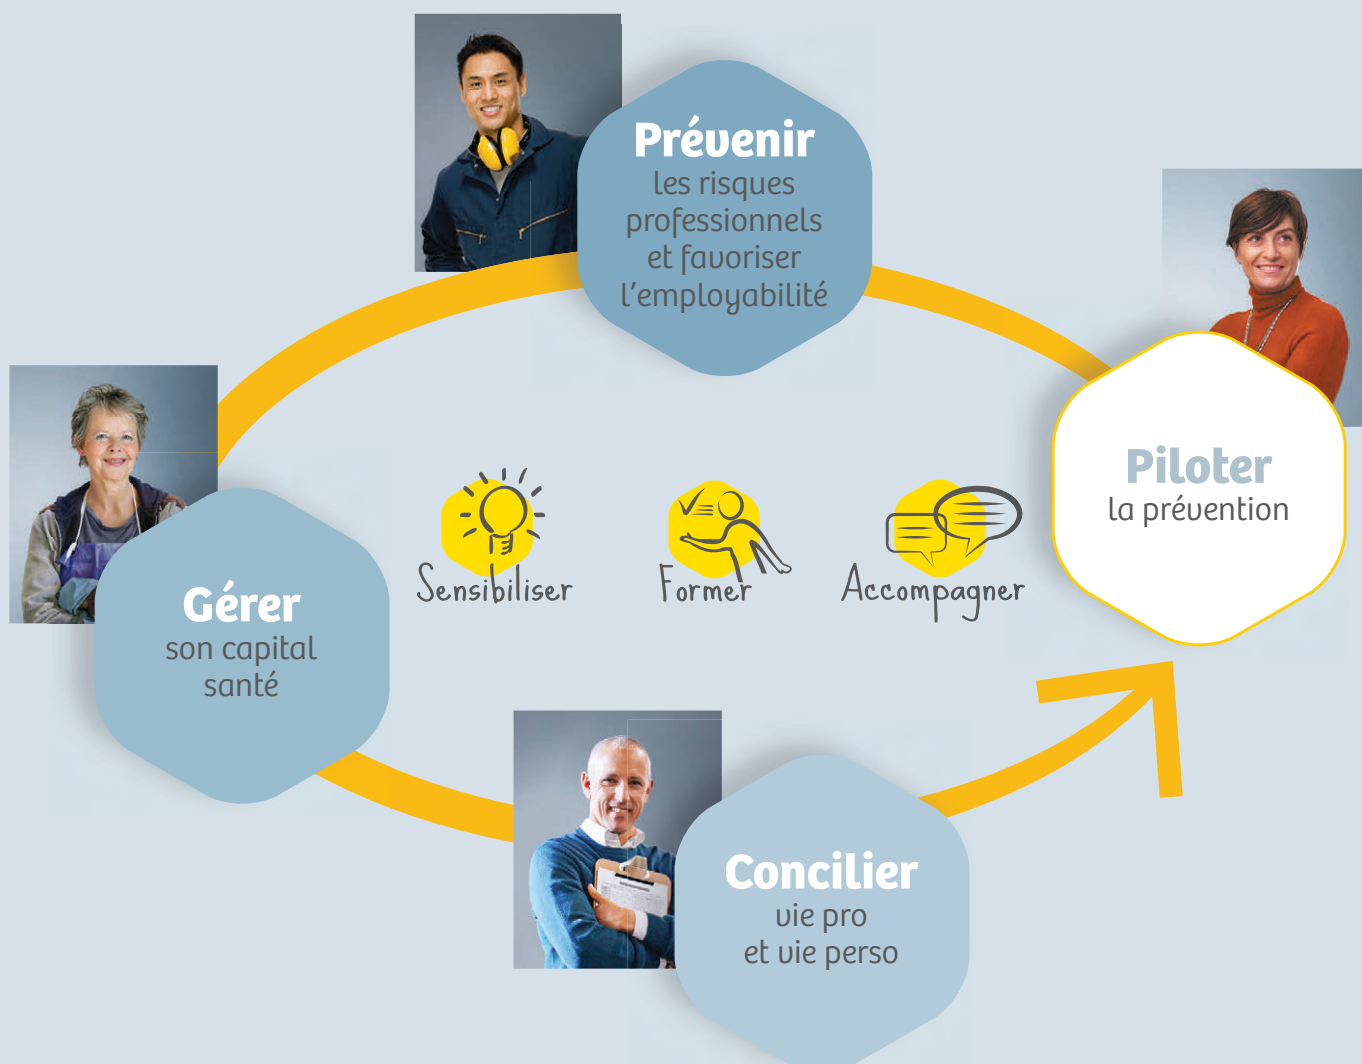 Prévenir
les risques
professionnels
et favoriser
l'employabilité
Piloter
la prévention
Sensibiliser
Former
Accompagner
Gérer
son capital
santé
Concilier
vie pro
et vie perso